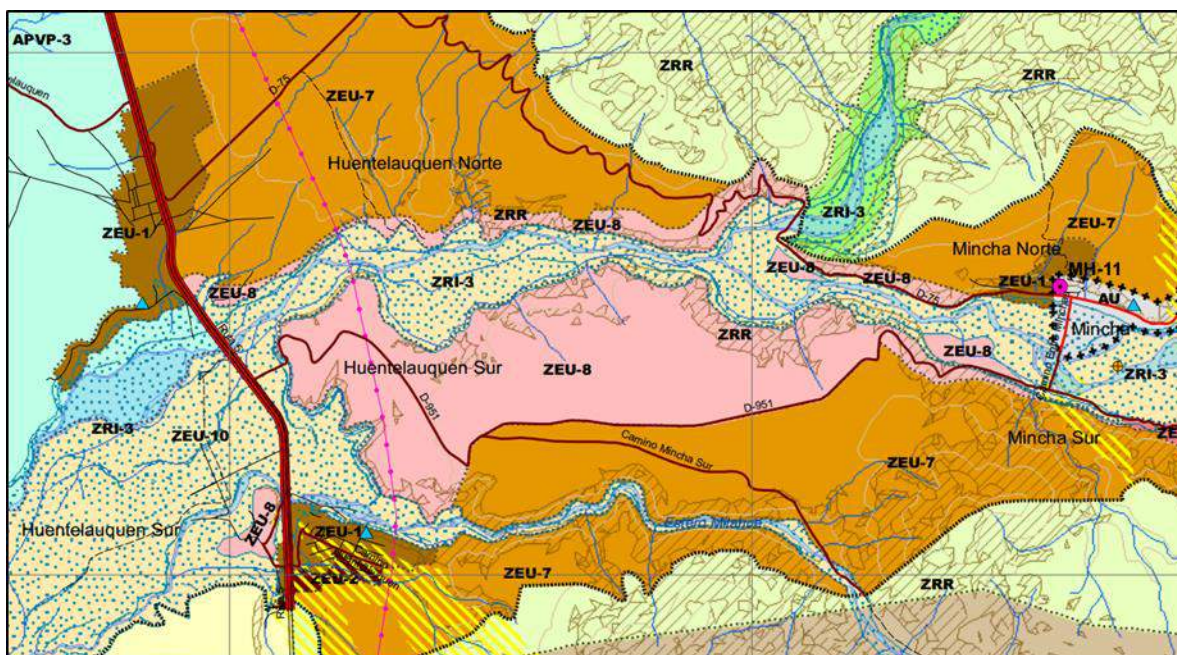 APVP-3
ZRR
ZRR
elauquen
D-75
ZEU-7
Huentelauquen Norte
ZEU-1
ZRR
ZEU-8
ZRI-3
ZEU-7
Mincha Norte
ZEU-8
ZRI-3
ZEU-8
ZEU-8
ZEU-1
MH-11
D-75
AU
Mincha
ZRR
Huentelauquen Sur
ZEU-8
ZEU-8
ZRI-3
D-951
D-951
ZRI-3
ZEU-10
Camino Mincha Sur
Mincha Sur
ZE
ZEU-7
ZEU-8
Huentelauquen Sur
ZEU-1
ZEU-2
ZEU-7
ZRR